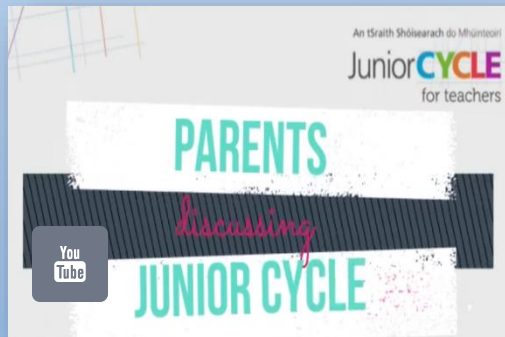 An tSraith Shóisearach do Mhúinteoirí
JuniorCYCLE
for teachers
PARENTS
discussing
JUNIOR CYCLE
You
Tube